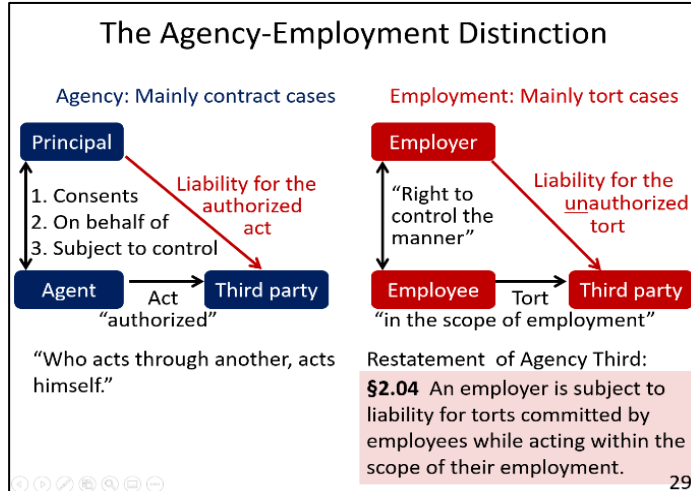 The Agency-Employment Distinction
Agency: Mainly contract cases
Principal
1. Consents
2. On behalf of
3. Subject to control
Liability for the
authorized
act
Agent
Act
"authorized"
Third party
"Who acts through another, acts
himself."
Employment: Mainly tort cases
Employer
"Right to
control the
manner"
Liability for the
unauthorized
tort
Employee
Tort
Third party
"in the scope of employment"
Restatement of Agency Third:
§2.04 An employer is subject to
liability for torts committed by
employees while acting within the
scope of their employment.
29